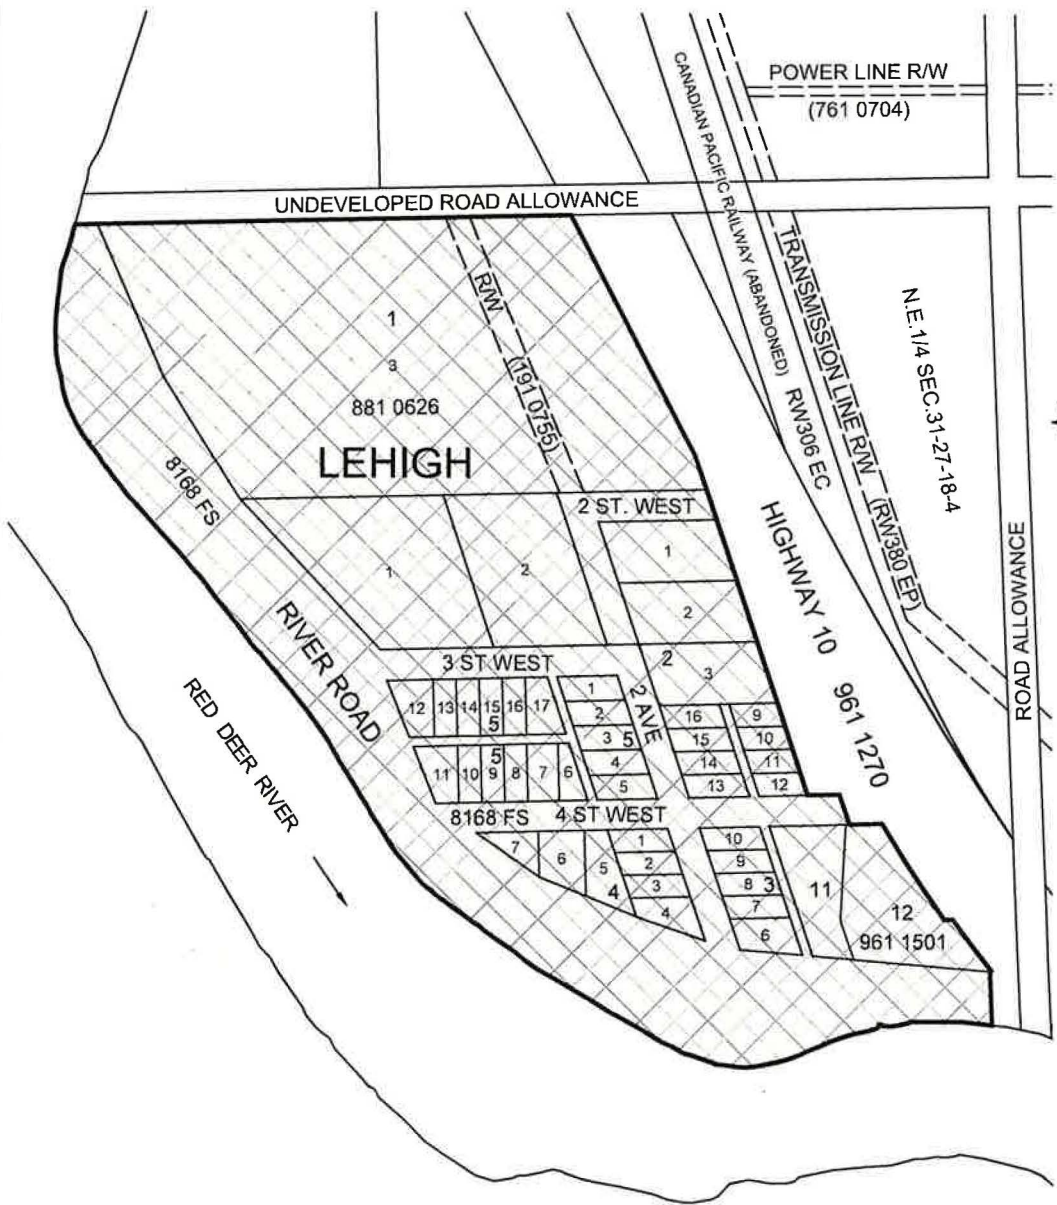 POWER LINE R/W
(761 0704)
CANADIAN PACIFIC RAILWAY (ABANDONED) RW306 EC
UNDEVELOPED ROAD ALLOWANCE
TRANSMISSION LINE R/W (RW380 EP)
N.E.1/4 SEC.31-27-18-4
R/W (191 0755)
1
3
881 0626
LEHIGH
8168 FS
2 ST. WEST
HIGHWAY 10 961 1270
ROAD ALLOWANCE
1
2
1
2
RIVER ROAD
3 ST WEST
2
3
2 AVE
RED DEER RIVER
12 13 14 15 16 17
5
1
2
3 5
4
5
16
15
14
13
9
10
11
12
5
11 10 9 8 7 6
8168 FS 4 ST WEST
7
6
5
4
1
2
3
4
10
9
8 3
7
6
11
12
961 1501